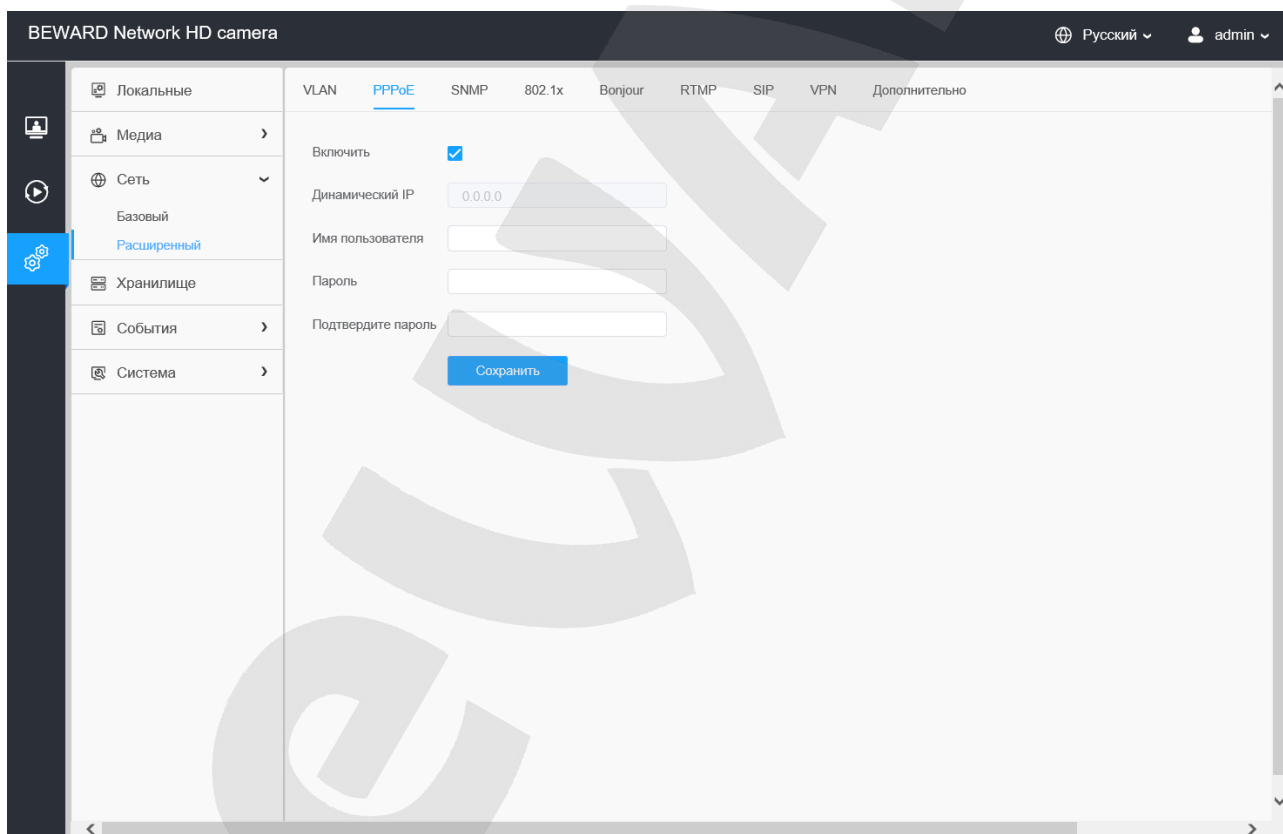 BEWARD Network HD camera
Русский
admin
Локальные
Медиа
Сеть
Базовый
Расширенный
Хранилище
События
Система
VLAN PPPoE SNMP 802.1x Bonjour RTMP SIP VPN Дополнительно
Включить
Динамический IP 0.0.0.0
Имя пользователя
Пароль
Подтвердите пароль
Сохранить